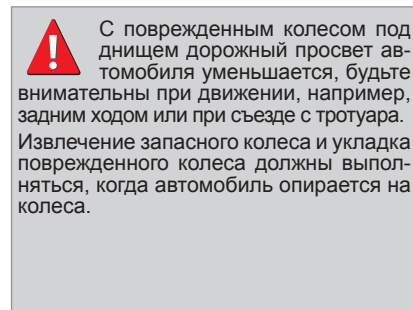 С поврежденным колесом под
днищем дорожный просвет ав-
томобиля уменьшается, будьте
внимательны при движении, например,
задним ходом или при съезде с тротуара.
Извлечение запасного колеса и укладка
поврежденного колеса должны выпол-
няться, когда автомобиль опирается на
колеса.